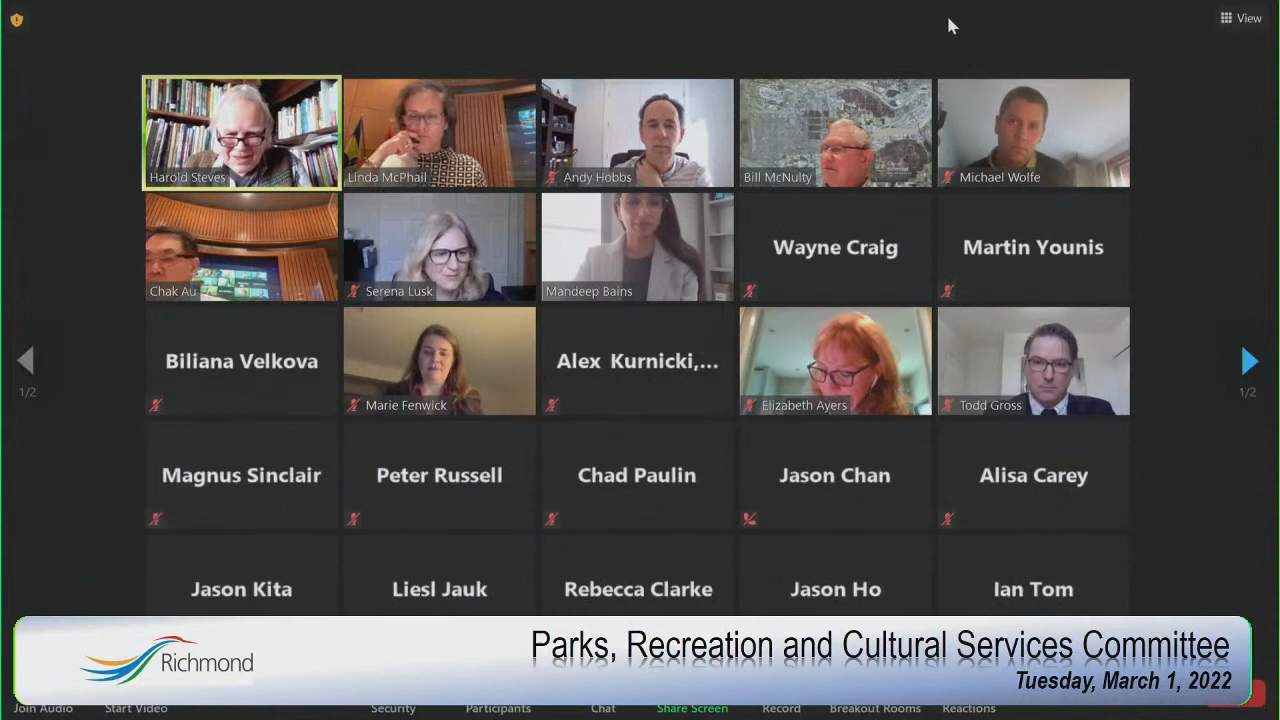 View
Harold Steves
Linda McPhail
Andy Hobbs
Bill McNulty
Michael Wolfe
Chak Au
Serena Lusk
Mandeep Bains
Wayne Craig
Martin Younis
Biliana Velkova
Marie Fenwick
Alex Kurnicki,...
Elizabeth Ayers
Todd Gross
1/2
1/2
Magnus Sinclair
Peter Russell
Chad Paulin
Jason Chan
Alisa Carey
Jason Kita
Liesl Jauk
Rebecca Clarke
Jason Ho
Ian Tom
Richmond
Parks, Recreation and Cultural Services Committee
Tuesday, March 1, 2022
Join Audio
Start Video
Security
Participants
Chat
Share Screen
Record
Breakout Rooms
Reactions